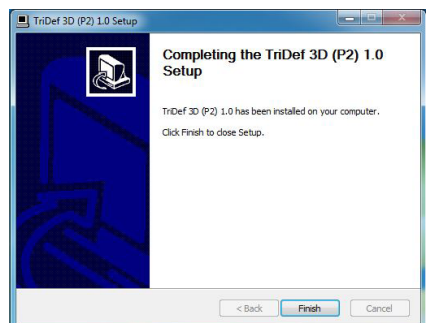 TriDef 3D (P2) 1.0 Setup
Completing the TriDef 3D (P2) 1.0
Setup
TriDef 3D (P2) 1.0 has been installed on your computer.
Click Finish to close Setup.
< Back
Finish
Cancel